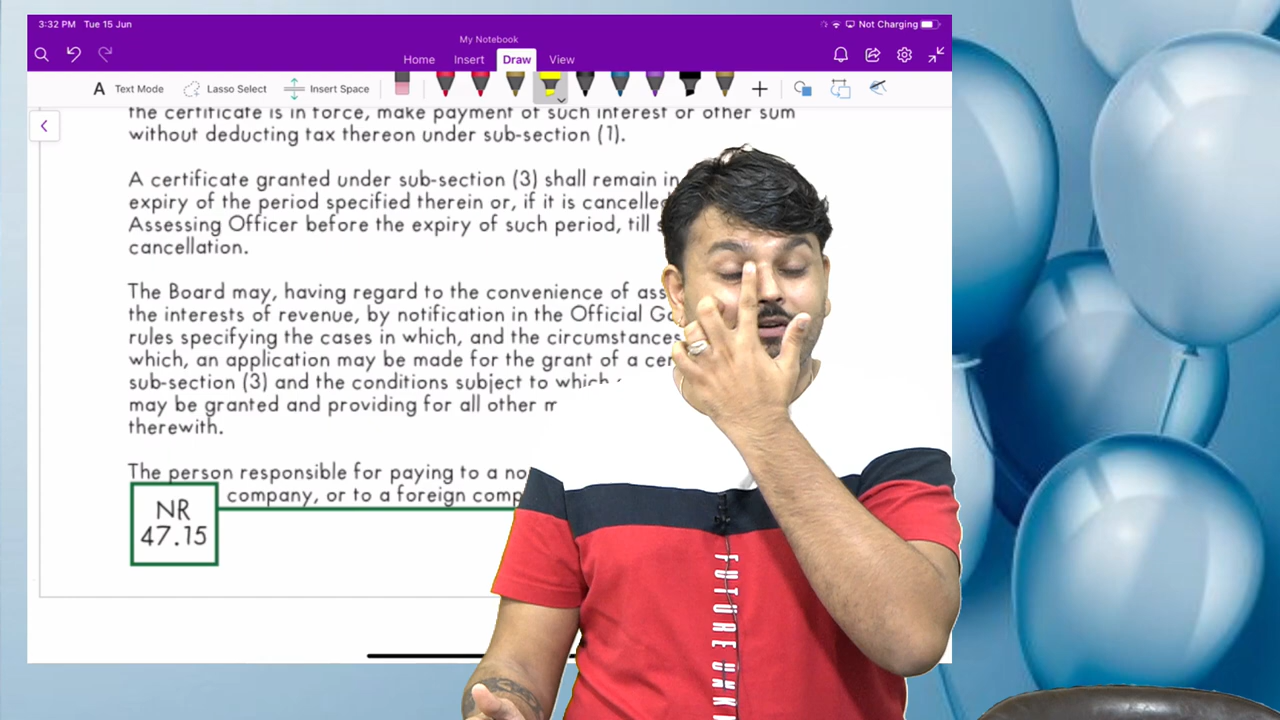 3:32 PM Tue 15 Jun
Not Charging
My Notebook
Home Insert Draw View
Text Mode Lasso Select Insert Space
the certificate is in force, make payment of such interest or other sum
without deducting tax thereon under sub-section (1).
A certificate granted under sub-section (3) shall remain in
expiry of the period specified therein or, if it is cancelle
Assessing Officer before the expiry of such period, till
cancellation.
The Board may, having regard to the convenience of ass
the interests of revenue, by notification in the Official G
rules specifying the cases in which, and the circumstances
which, an application may be made for the grant of a cer
sub-section (3) and the conditions subject to which
may be granted and providing for all other m
therewith.
The person responsible for paying to a no
company, or to a foreign comp
NR
47.15
FUTURE